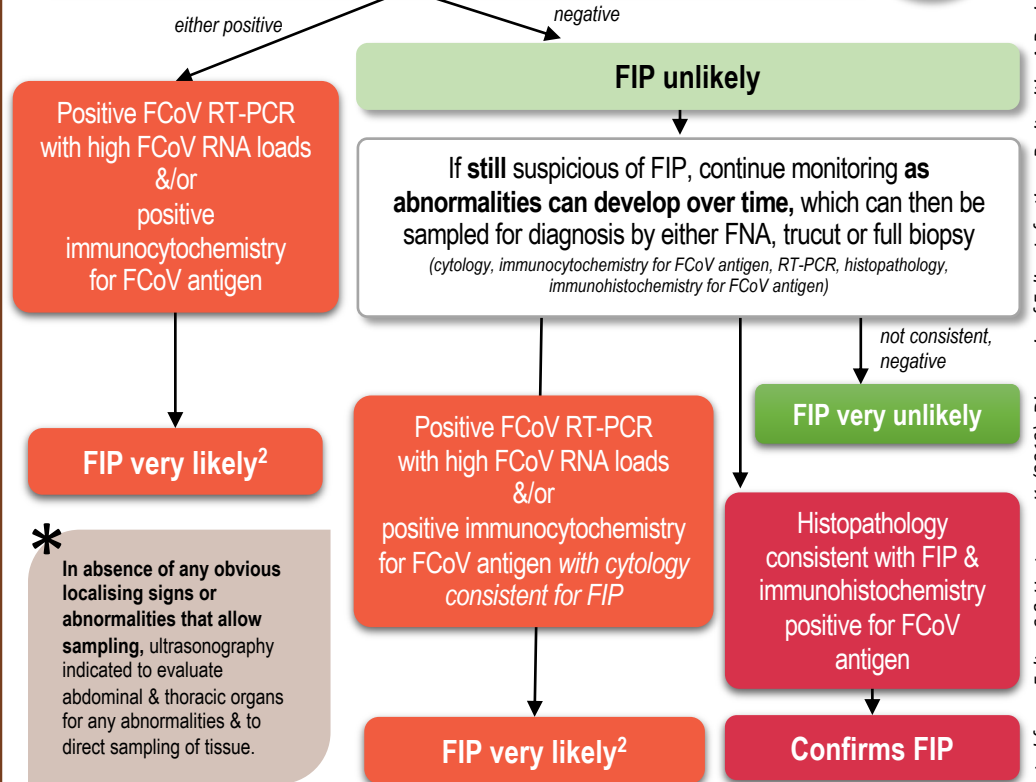 either positive
negative
FIP unlikely
Positive FCoV RT-PCR
with high FCoV RNA loads
&/or
positive
immunocytochemistry
for FCoV antigen
If still suspicious of FIP, continue monitoring as
abnormalities can develop over time, which can then be
sampled for diagnosis by either FNA, trucut or full biopsy
(cytology, immunocytochemistry for FCoV antigen, RT-PCR, histopathology,
immunohistochemistry for FCoV antigen)
not consistent,
negative
FIP very unlikely
FIP very likely²
Positive FCoV RT-PCR
with high FCoV RNA loads
&/or
positive immunocytochemistry
for FCoV antigen with cytology
consistent for FIP
Histopathology
consistent with FIP &
immunohistochemistry
positive for FCoV
antigen
*
In absence of any obvious
localising signs or
abnormalities that allow
sampling, ultrasonography
indicated to evaluate
abdominal & thoracic organs
for any abnormalities & to
direct sampling of tissue.
FIP very likely²
Confirms FIP